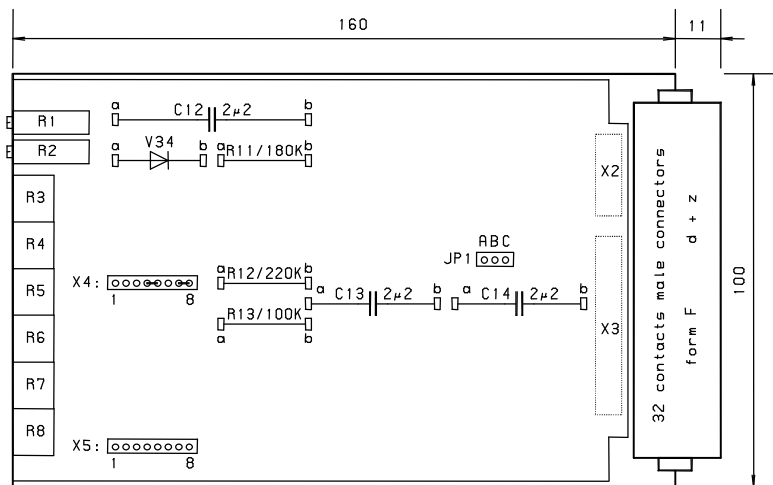 160
11
a
C12
2µ2
b
R1
R2
a
V34
b
a
R11/180K
b
X2
R3
R4
R5
R6
R7
R8
ABC
JP1
X4:
1
8
a
R12/220K
b
a
C13
2µ2
b
a
C14
2µ2
b
R13/100K
a
b
X3
X5:
1
8
32 contacts male connectors
form F d + z
100